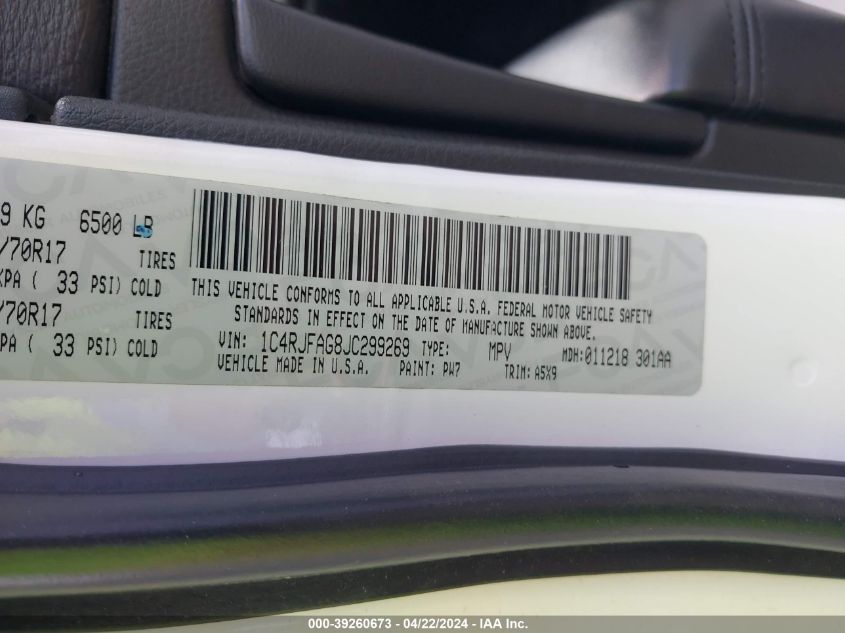 9 KG 6500 LB
/70R17 TIRES
KPA ( 33 PSI) COLD
/70R17 TIRES
PA ( 33 PSI) COLD
THIS VEHICLE CONFORMS TO ALL APPLICABLE U.S.A. FEDERAL MOTOR VEHICLE SAFETY
STANDARDS IN EFFECT ON THE DATE OF MANUFACTURE SHOWN ABOVE.
VIN: 1C4RJFAG8JC299269 TYPE: MPV MDH:011218 301AA
VEHICLE MADE IN U.S.A. PAINT: PW7 TRIM: A5X9
000-39260673 - 04/22/2024 - IAA Inc.